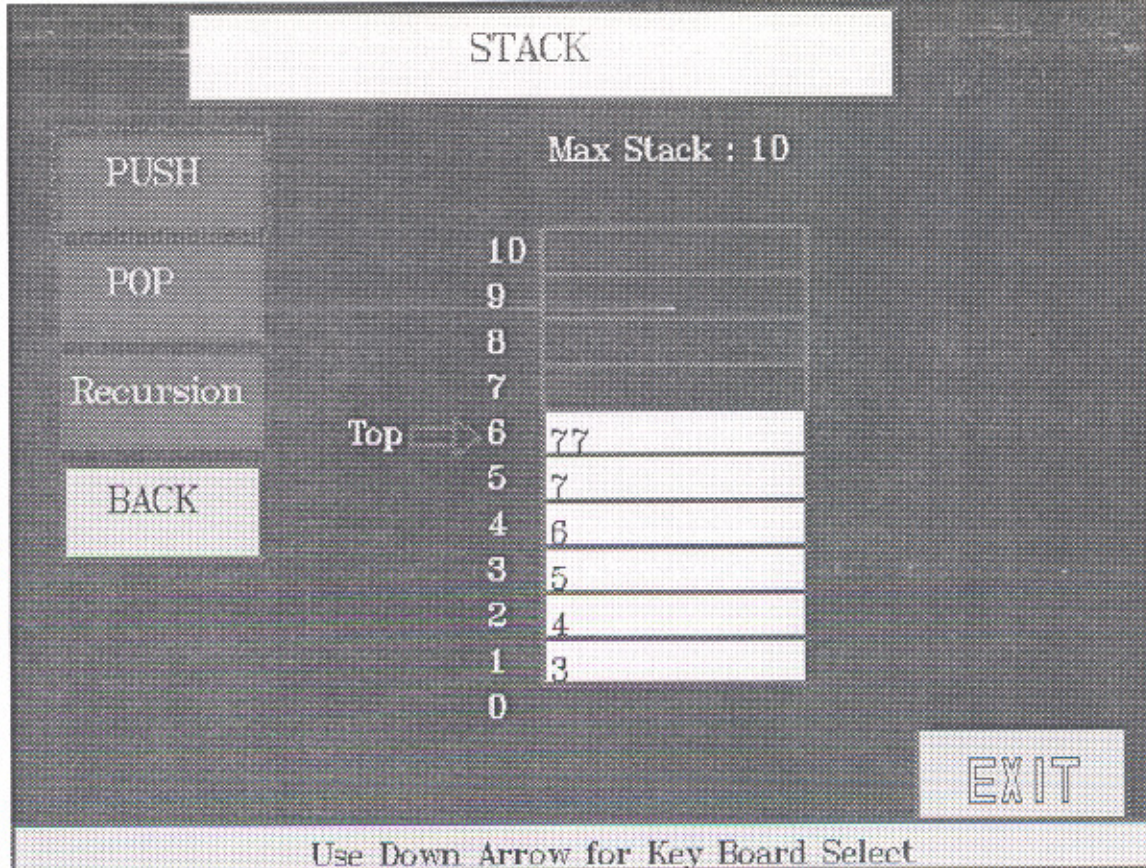 STACK
Max Stack : 10
PUSH
POP
Recursion
BACK
10
9
8
7
Top 6 77
5 7
4 6
3 5
2 4
1 3
0
EXIT
Use Down Arrow for Key Board Select